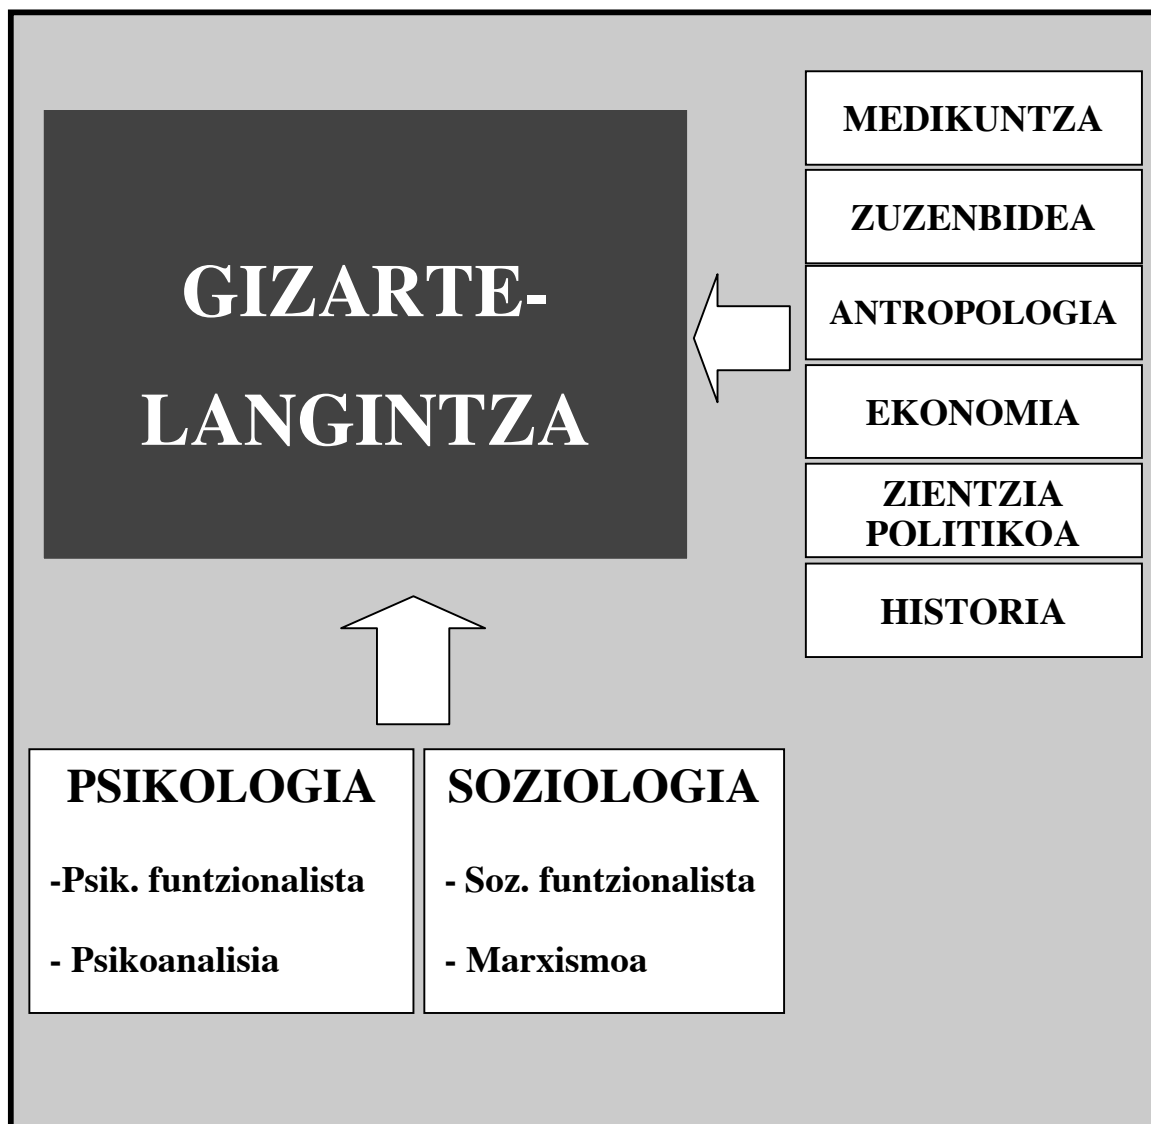 GIZARTE-
LANGINTZA
MEDIKUNTZA
ZUZENBIDEA
ANTROPOLOGIA
EKONOMIA
ZIENTZIA
POLITIKOA
HISTORIA
PSIKOLOGIA
-Psik. funtzionalista
- Psikoanalisia
SOZIOLOGIA
- Soz. funtzionalista
- Marxismoa